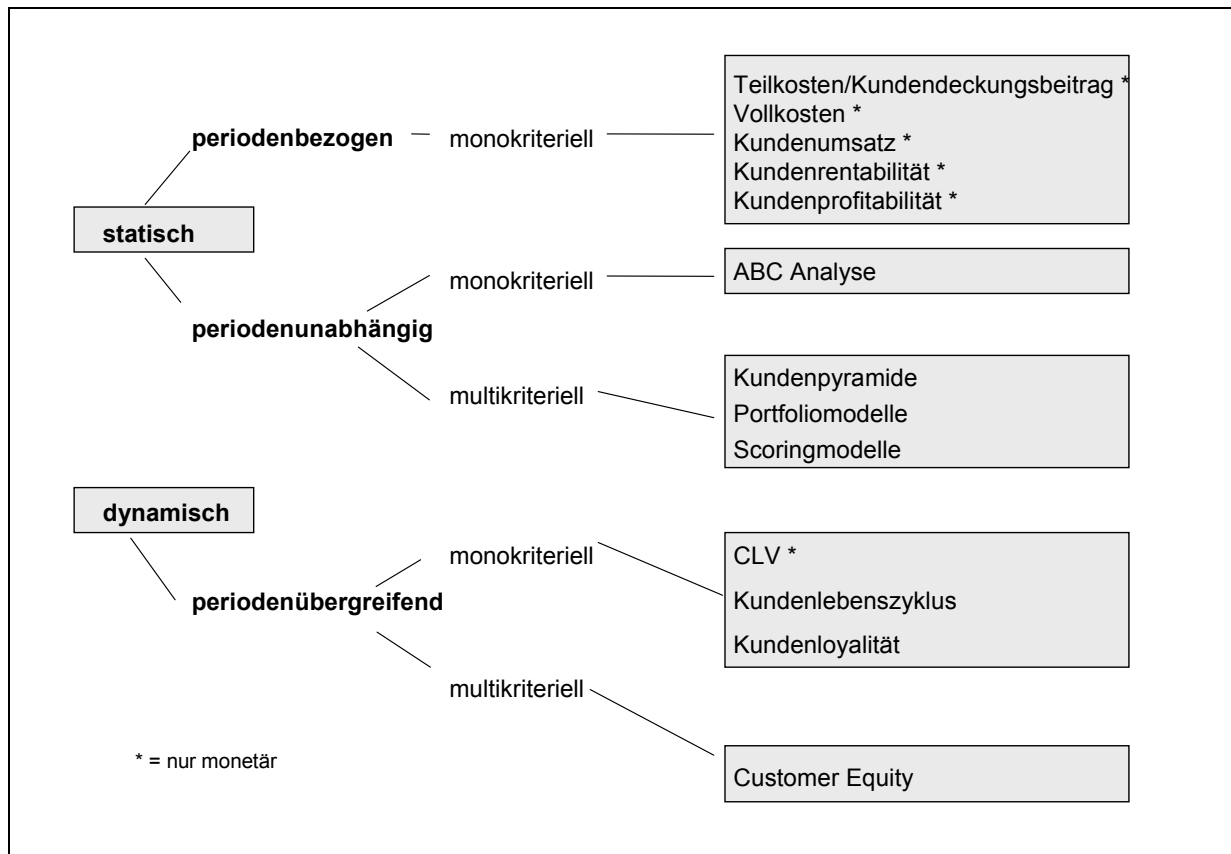 Teilkosten/Kundendeckungsbeitrag *
periodenbezogen monokriteriell Vollkosten *
Kundenumsatz *
Kundenrentabilität *
Kundenprofitabilität *
statisch
monokriteriell ABC Analyse
periodenunabhängig
multikriteriell Kundenpyramide
Portfoliomodelle
Scoringmodelle
dynamisch
monokriteriell CLV *
periodenübergreifend Kundenlebenszyklus
Kundenloyalität
multikriteriell
* = nur monetär
Customer Equity